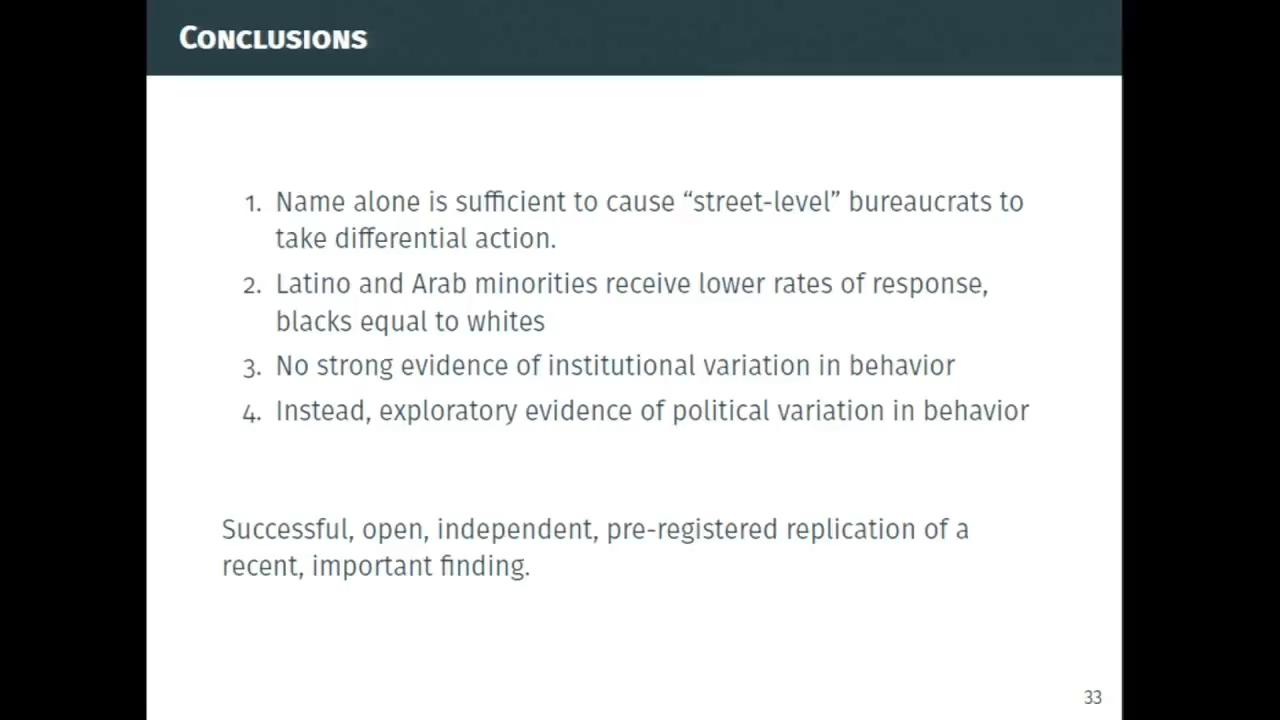 Conclusions
1. Name alone is sufficient to cause “street-level” bureaucrats to
take differential action.
2. Latino and Arab minorities receive lower rates of response,
blacks equal to whites
3. No strong evidence of institutional variation in behavior
4. Instead, exploratory evidence of political variation in behavior
Successful, open, independent, pre-registered replication of a
recent, important finding.
33